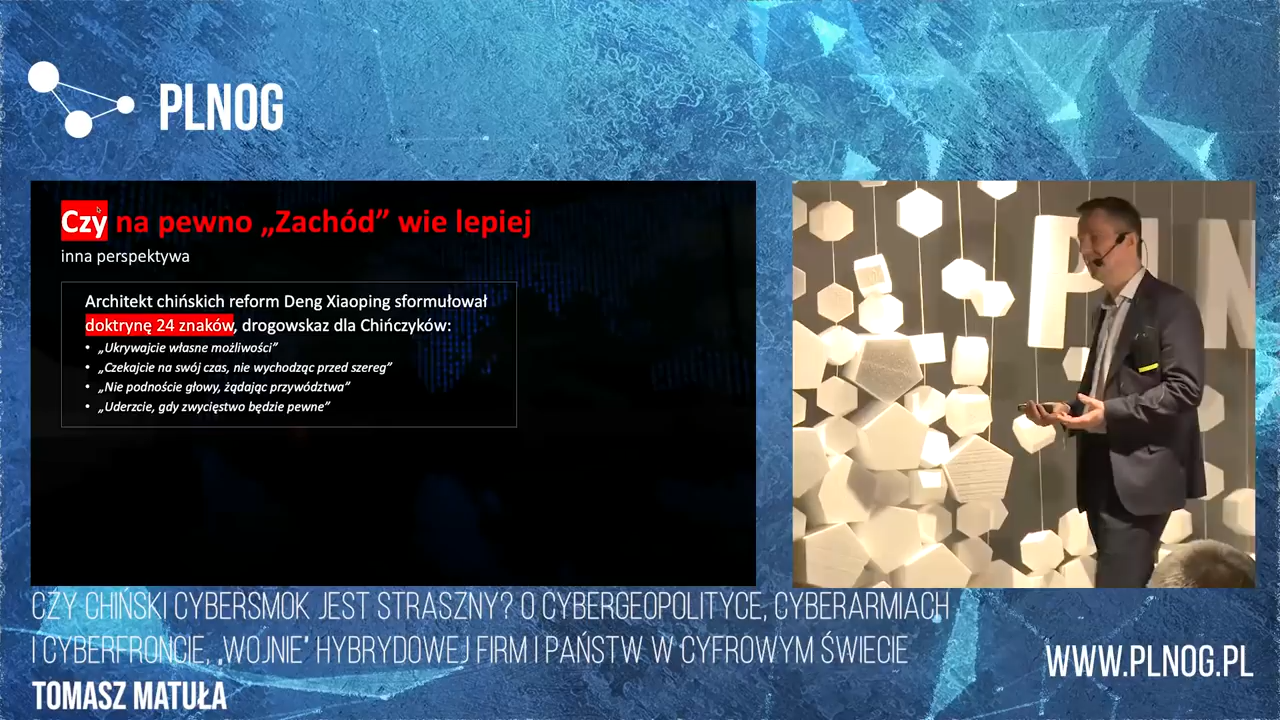 PLNOG
Czy na pewno „Zachód” wie lepiej
inna perspektywa
Architekt chińskich reform Deng Xiaoping sformułował
doktrynę 24 znaków, drogowskaz dla Chińczyków:
• „Ukrywajcie własne możliwości”
• „Czekajcie na swój czas, nie wychodząc przed szereg”
• „Nie podnoście głowy, żądając przywództwa”
• „Uderzcie, gdy zwycięstwo będzie pewne”
PLN
CZY CHIŃSKI CYBERSMOK JEST STRASZNY? O CYBERGEOPOLITYCE, CYBERARMIACH
I CYBERFRONCIE, „WOJNIE” HYBRYDOWEJ FIRM I PAŃSTW W CYFROWYM ŚWIECIE
TOMASZ MATUŁA
WWW.PLNOG.PL